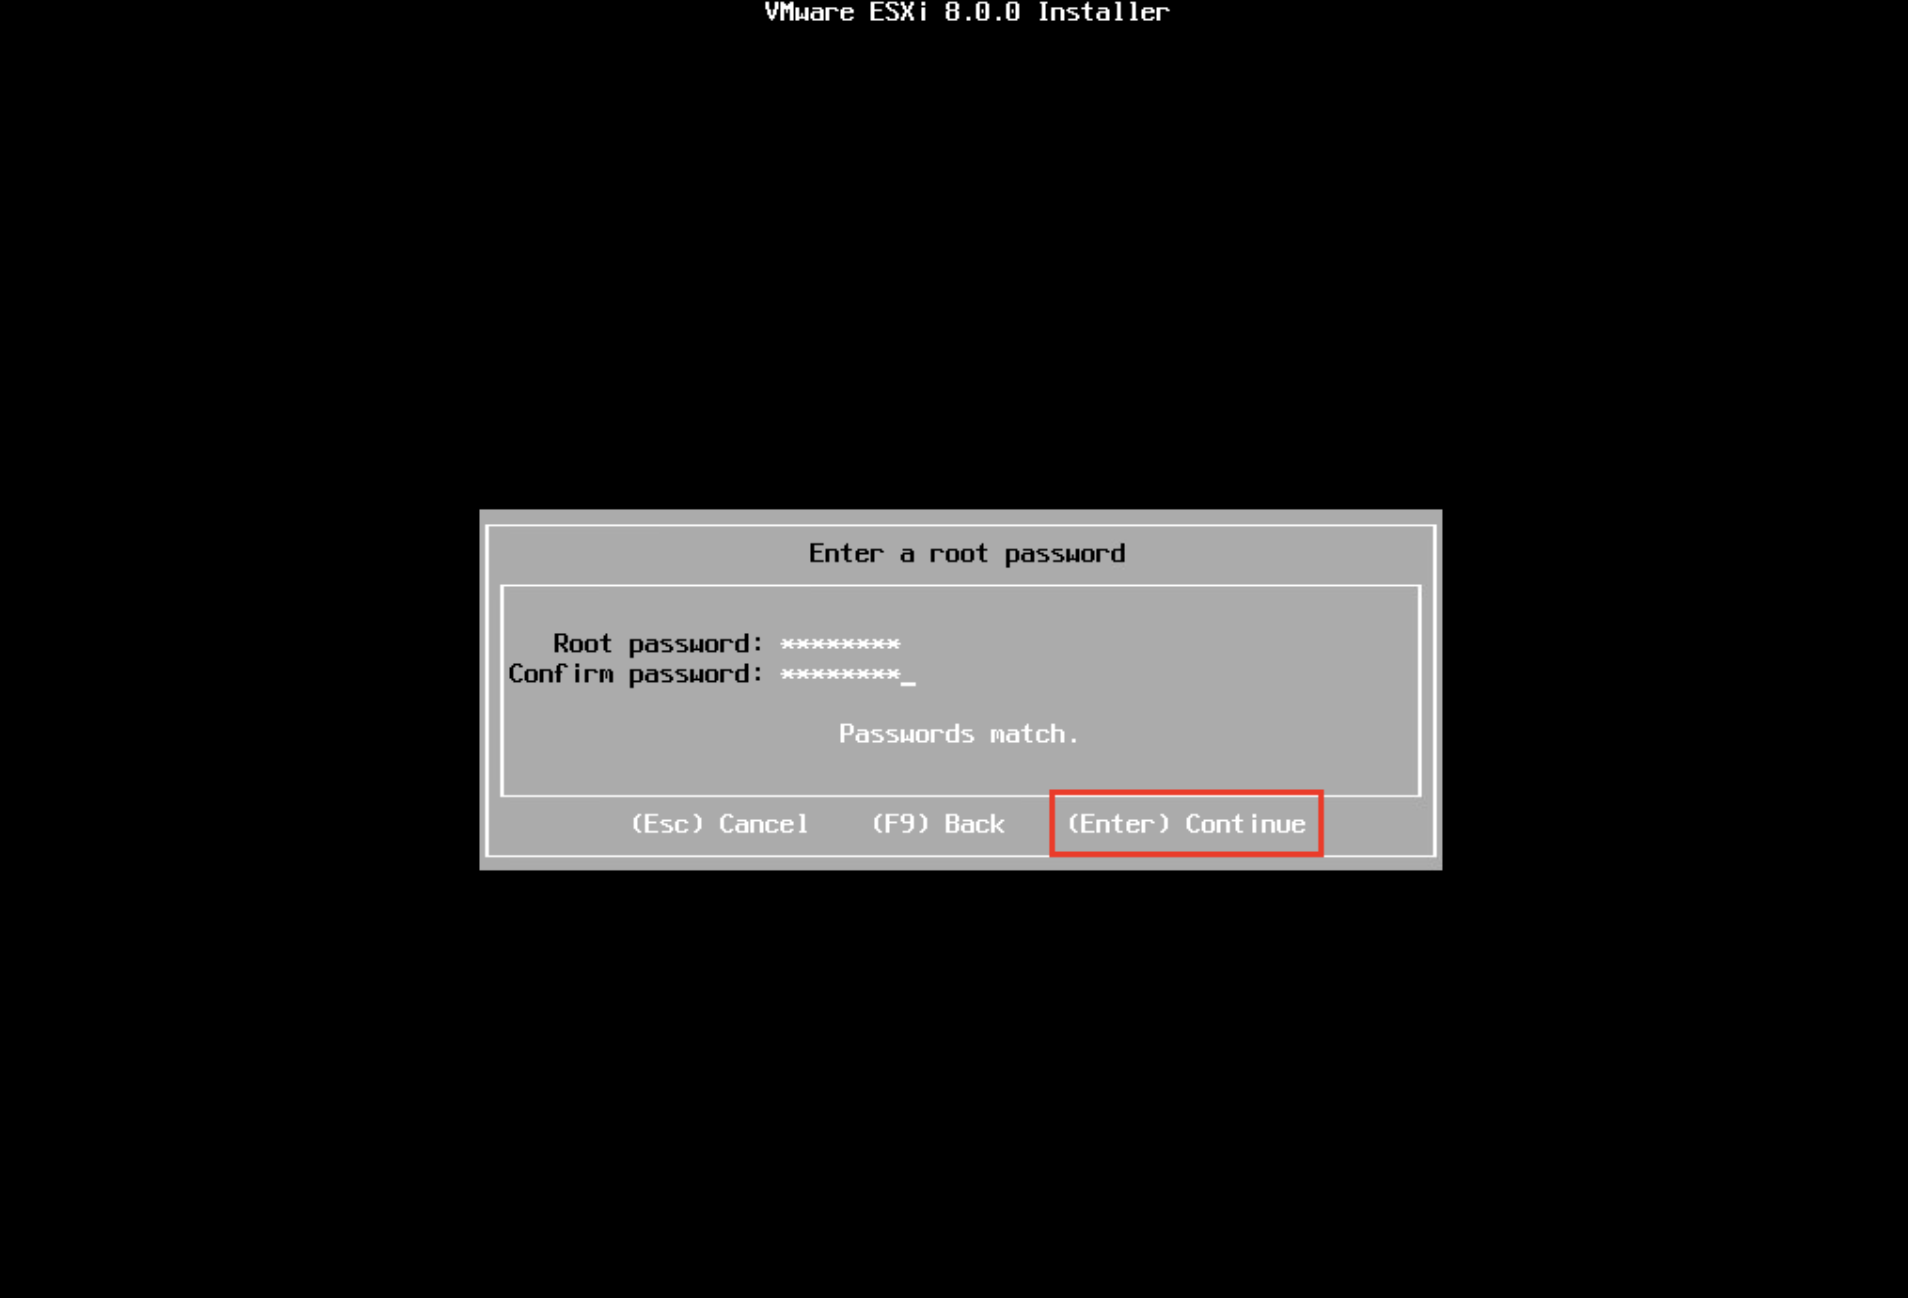 VMware ESXi 8.0.0 Installer
Enter a root password
Root password: ********
Confirm password: ********_
Passwords match.
(Esc) Cancel (F9) Back (Enter) Continue